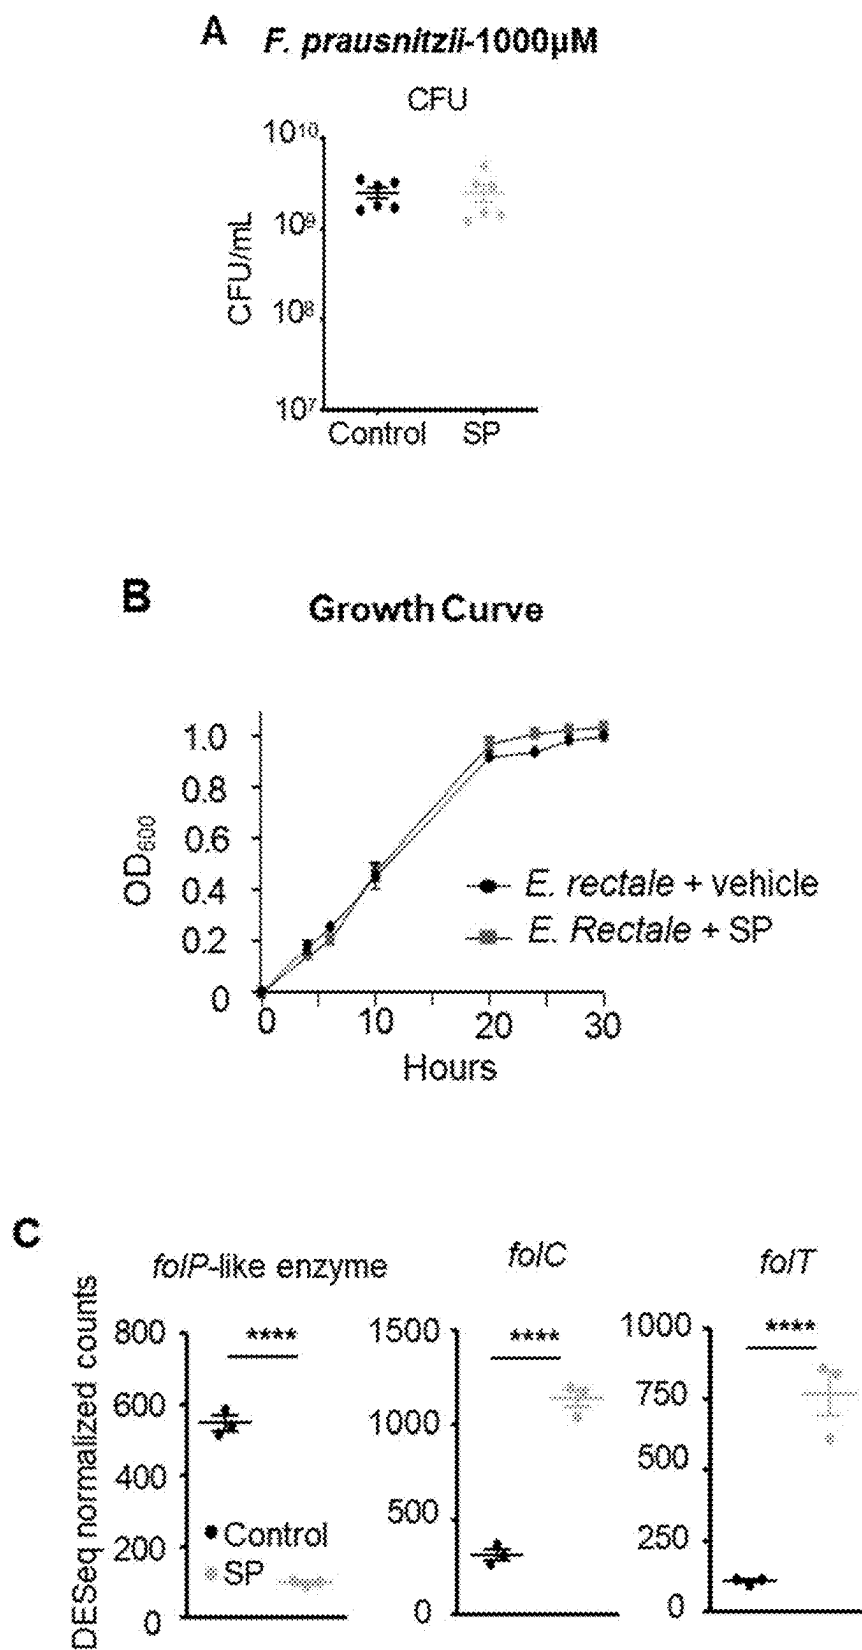 A F. prausnitzii-1000µM
CFU
CFU/mL
10¹⁰
10⁹
10⁸
10⁷
Control SP
B Growth Curve
OD₆₀₀
1.0
0.8
0.6
0.4
0.2
0
0 10 20 30
Hours
E. rectale + vehicle
E. Rectale + SP
C
folP-like enzyme
DESeq normalized counts
800
600
400
200
0
****
Control
SP
folC
1500
1000
500
0
****
folT
1000
750
500
250
0
****